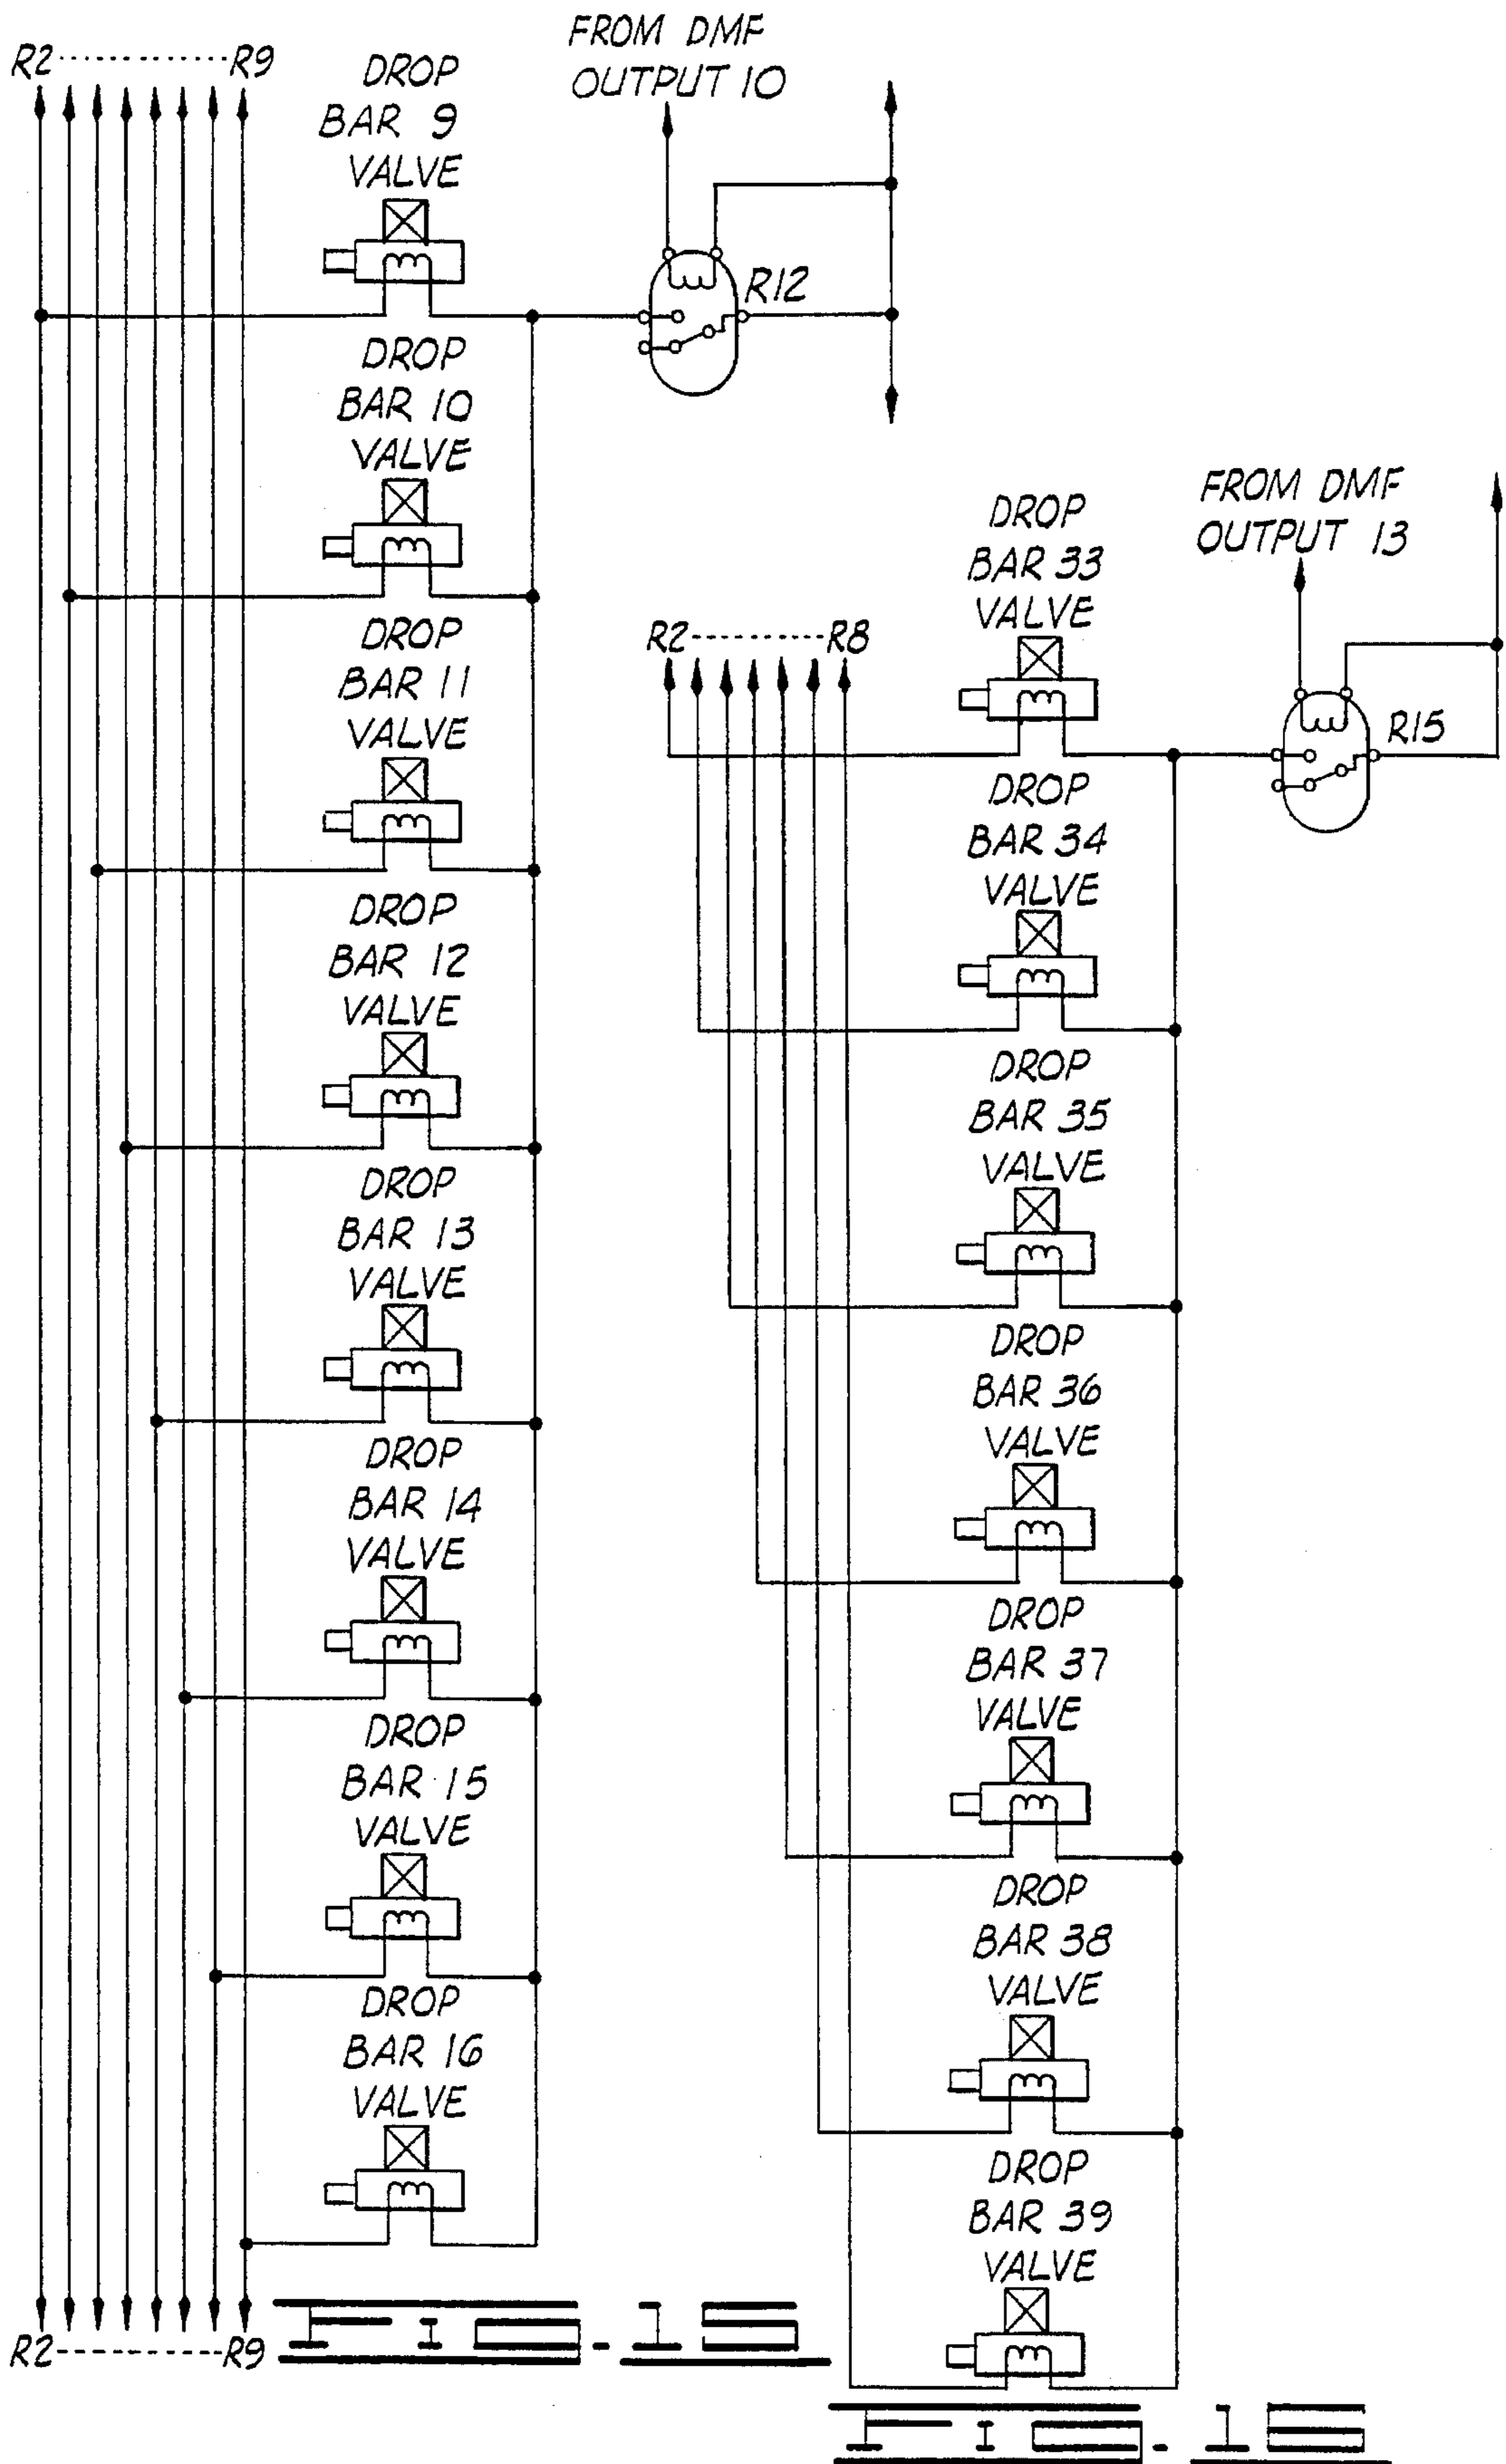 R2 R9
DROP
BAR 9
VALVE
FROM DMF
OUTPUT 10
R12
DROP
BAR 10
VALVE
DROP
BAR 11
VALVE
DROP
BAR 12
VALVE
DROP
BAR 13
VALVE
DROP
BAR 14
VALVE
DROP
BAR 15
VALVE
DROP
BAR 16
VALVE
R2 R9
FIG-15
R2 R8
DROP
BAR 33
VALVE
FROM DMF
OUTPUT 13
R15
DROP
BAR 34
VALVE
DROP
BAR 35
VALVE
DROP
BAR 36
VALVE
DROP
BAR 37
VALVE
DROP
BAR 38
VALVE
DROP
BAR 39
VALVE